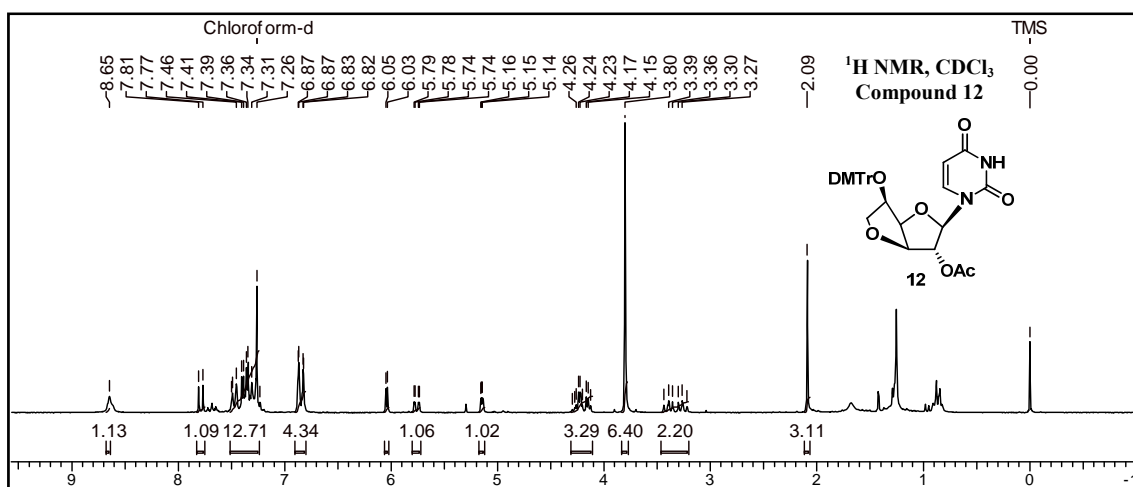 Chloroform-d
TMS
8.65
7.81
7.77
7.46
7.41
7.39
7.36
7.34
7.31
7.26
6.87
6.87
6.83
6.82
6.05
6.03
5.79
5.78
5.74
5.74
5.16
5.15
5.14
4.26
4.24
4.23
4.17
4.15
3.80
3.39
3.36
3.30
3.27
2.09
-0.00
¹H NMR, CDCl₃
Compound 12
O
NH
DMTrO
N
O
O
O
OAc
12
1.13 1.09 12.71 4.34 1.06 1.02 3.29 6.40 2.20 3.11
9 8 7 6 5 4 3 2 1 0 -1